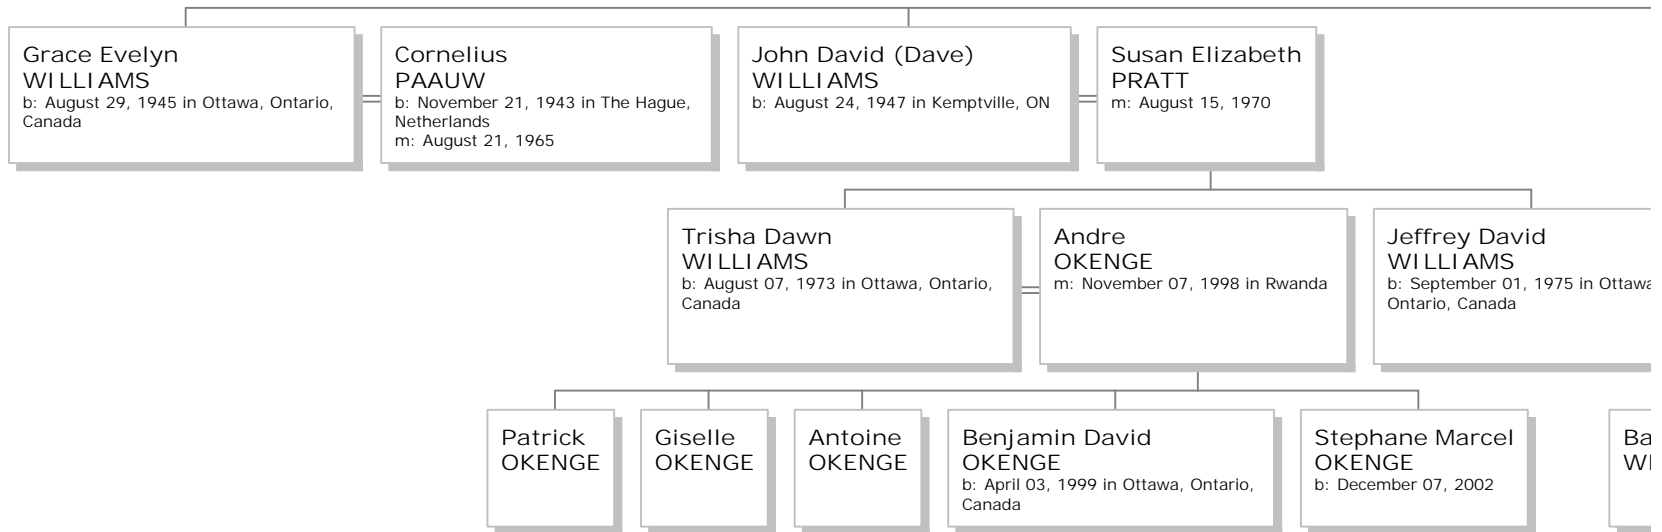 Grace Evelyn
WILLIAMS
b: August 29, 1945 in Ottawa, Ontario,
Canada
Cornelius
PAAUW
b: November 21, 1943 in The Hague,
Netherlands
m: August 21, 1965
John David (Dave)
WILLIAMS
b: August 24, 1947 in Kemptville, ON
Susan Elizabeth
PRATT
m: August 15, 1970
Trisha Dawn
WILLIAMS
b: August 07, 1973 in Ottawa, Ontario,
Canada
Andre
OKENGE
m: November 07, 1998 in Rwanda
Jeffrey David
WILLIAMS
b: September 01, 1975 in Ottawa
Ontario, Canada
Patrick
OKENGE
Giselle
OKENGE
Antoine
OKENGE
Benjamin David
OKENGE
b: April 03, 1999 in Ottawa, Ontario,
Canada
Stephane Marcel
OKENGE
b: December 07, 2002